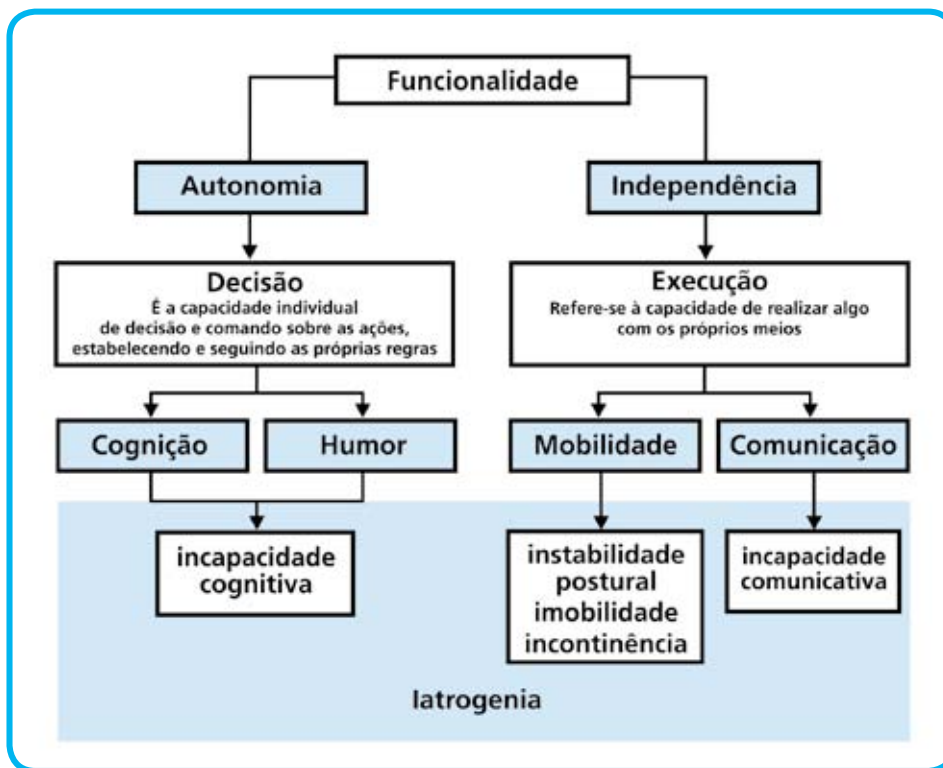 Funcionalidade
Autonomia
Independência
Decisão
É a capacidade individual
de decisão e comando sobre as ações,
estabelecendo e seguindo as próprias regras
Execução
Refere-se à capacidade de realizar algo
com os próprios meios
Cognição
Humor
Mobilidade
Comunicação
incapacidade
cognitiva
instabilidade
postural
imobilidade
incontinência
incapacidade
comunicativa
Iatrogenia